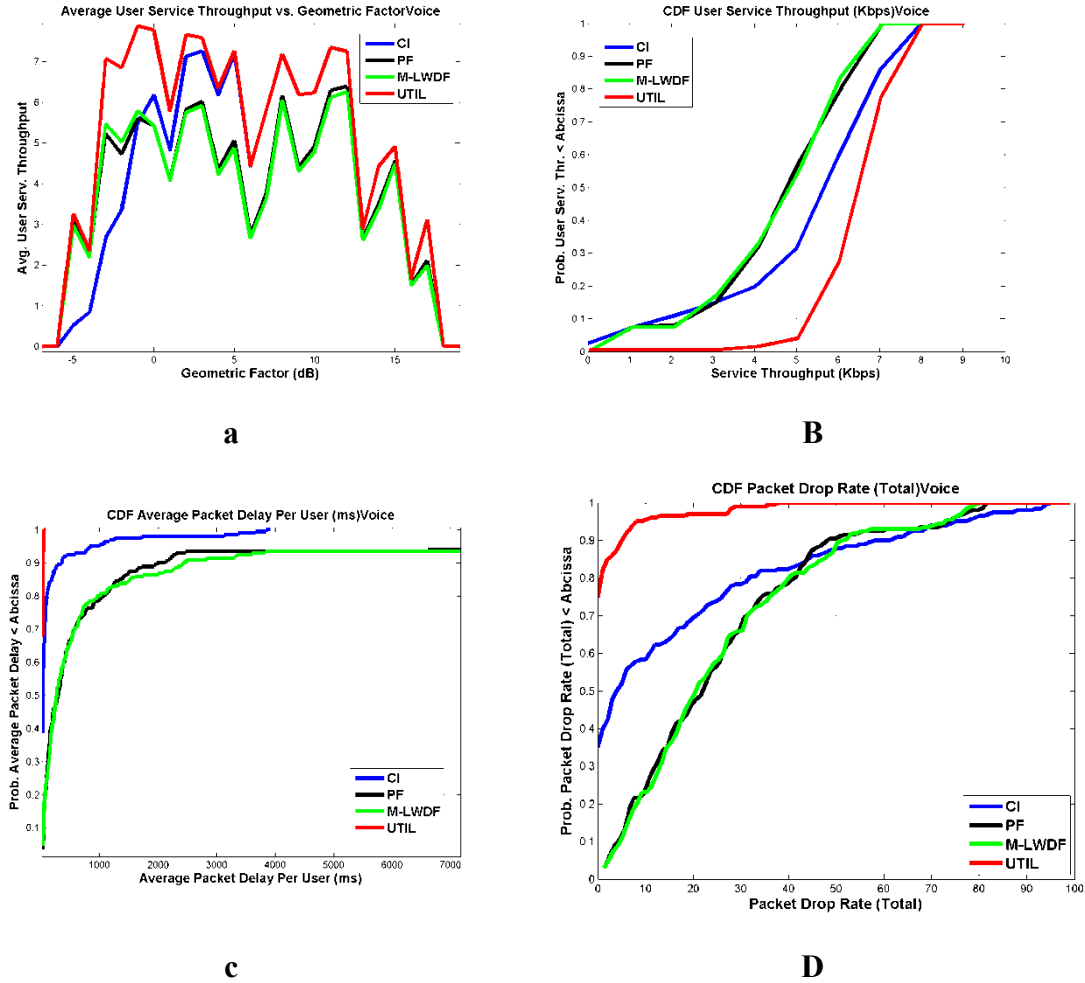 Average User Service Throughput vs. Geometric FactorVoice
Avg. User Serv. Throughput
7
6
5
4
3
2
1
0
CI
PF
M-LWDF
UTIL
-5 0 5 10 15
Geometric Factor (dB)
a
CDF User Service Throughput (Kbps)Voice
Prob. User Serv. Thr. < Abcissa
1
0.9
0.8
0.7
0.6
0.5
0.4
0.3
0.2
0.1
0
CI
PF
M-LWDF
UTIL
0 1 2 3 4 5 6 7 8 9 10
Service Throughput (Kbps)
B
CDF Average Packet Delay Per User (ms)Voice
Prob. Average Packet Delay < Abcissa
1
0.9
0.8
0.7
0.6
0.5
0.4
0.3
0.2
0.1
CI
PF
M-LWDF
UTIL
1000 2000 3000 4000 5000 6000 7000
Average Packet Delay Per User (ms)
c
CDF Packet Drop Rate (Total)Voice
Prob. Packet Drop Rate (Total) < Abcissa
1
0.9
0.8
0.7
0.6
0.5
0.4
0.3
0.2
0.1
0
CI
PF
M-LWDF
UTIL
0 10 20 30 40 50 60 70 80 90 100
Packet Drop Rate (Total)
D